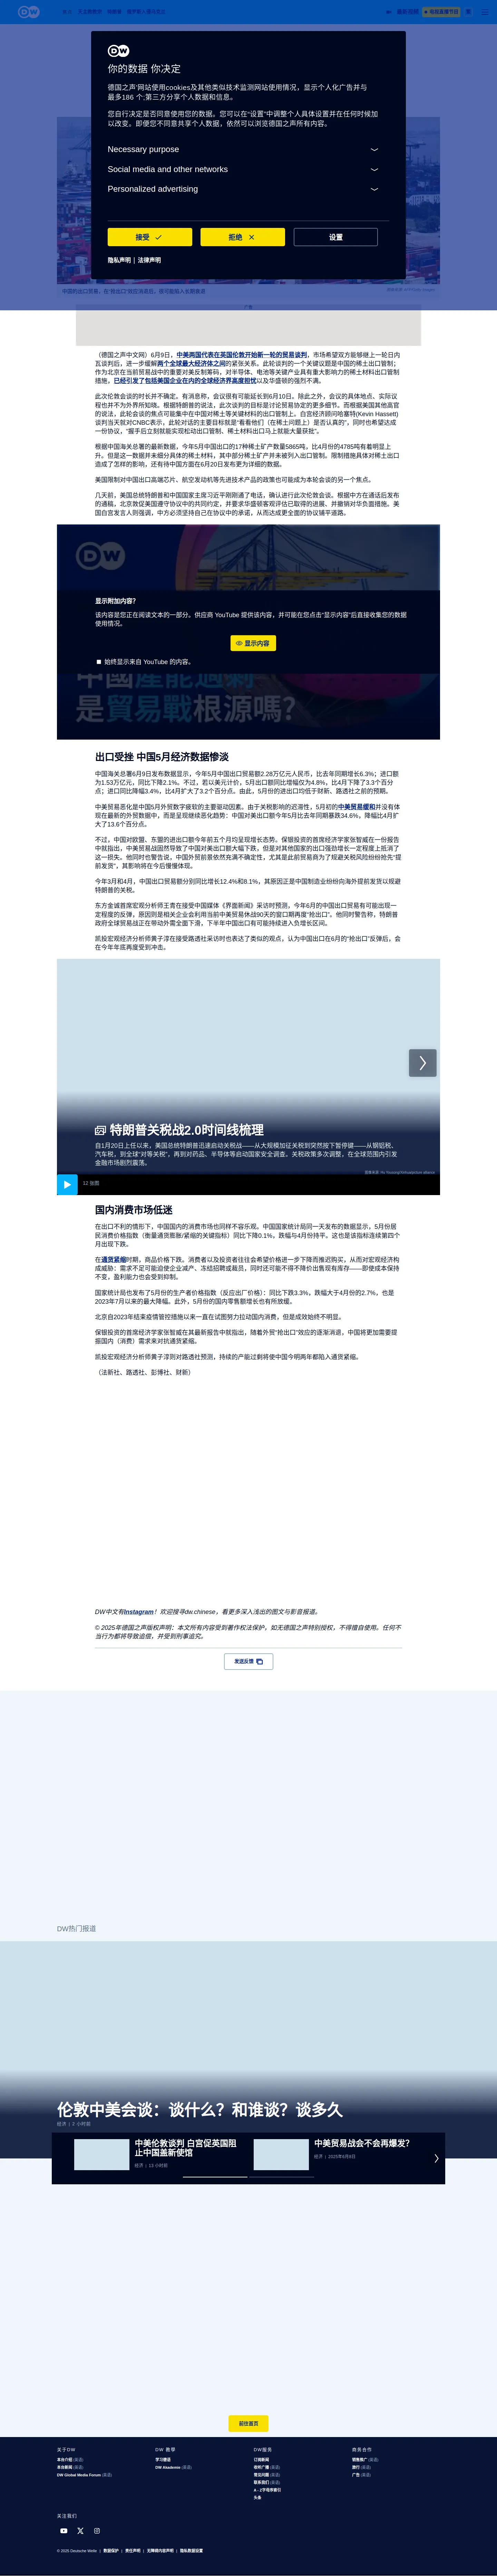 DW
你的数据 你决定
德国之声'网站使用cookies及其他类似技术监测网站使用情况，显示个人化广告并与
最多186 个;第三方分享个人数据和信息。
您自行决定是否同意使用您的数据。您可以在“设置”中调整个人具体设置并在任何时候加
以改变。即便您不同意共享个人数据，依然可以浏览德国之声所有内容。
Necessary purpose
Social media and other networks
Personalized advertising
接受
拒绝
设置
隐私声明 | 法律声明
广告
（德国之声中文网）6月9日，中美两国代表在英国伦敦开始新一轮的贸易谈判。市场希望双方能够继上一轮日内
瓦谈判后，进一步缓解两个全球最大经济体之间的紧张关系。此轮谈判的一个关键议题是中国的稀土出口管制；
作为北京在当前贸易战中的重要对美反制筹码，对半导体、电动汽车等关键产业具有巨大影响力的稀土材料出口管制
措施，已经引发了包括美国企业在内的全球经济界高度担忧以及华盛顿的强烈不满。
此次伦敦会谈的时长并不确定。有消息称，会议很有可能延长到6月10日。除此之外，会议的具体地点、实际议
程也并不为外界所知晓。根据特朗普的说法，此次谈判的目标是讨论贸易协定的更多细节。而根据美国其他高官
的说法，此轮会谈的焦点可能集中在中国对稀土等关键材料的出口管制上。白宫经济顾问哈塞特(Kevin Hassett)
谈判当天就对CNBC表示，此轮对话的主要目标就是“看看他们（在稀土问题上）是否认真的”。同时也希望达成
一份协议，“握手后立刻就能实现松动出口管制、稀土材料出口马上就能大量获批”。
根据中国海关总署的最新数据，今年5月中国出口的17种稀土矿产数量5865吨，比4月份的4785吨有着明显上
升。但是这一数据并未细分具体的稀土材料，其中部分稀土矿产并未被列入出口管制。限制措施具体对稀土出口
造成了怎样的影响，还有待中国方面在6月20日发布更为详细的数据。
美国限制对中国出口高端芯片、航空发动机等先进技术产品的政策也可能成为本轮会谈的另一个焦点。
几天前，美国总统特朗普和中国国家主席习近平刚刚通了电话，确认进行此次伦敦会谈。根据中方在通话后发布
的通稿，北京敦促美国遵守协议中的共同约定，并要求华盛顿客观评估已取得的进展、并撤销对华负面措施。美
国白宫发言人则强调，中方必须坚持自己在协议中的承诺，从而达成更全面的协议铺平道路。
显示附加内容?
该内容是您正在阅读文本的一部分。供应商 YouTube 提供该内容，并可能在您点击“显示内容”后直接收集您的数据
使用情况。
显示内容
始终显示来自 YouTube 的内容。
中國產能過剩
是貿易戰根源嗎?
出口受挫 中国5月经济数据惨淡
中国海关总署6月9日发布数据显示，今年5月中国出口贸易额2.28万亿元人民币，比去年同期增长6.3%；进口额
为1.53万亿元，同比下降2.1%。不过，若以美元计价，5月出口额同比增幅仅为4.8%，比4月下降了3.3个百分
点；进口同比降幅3.4%，比4月扩大了3.2个百分点。由此，5月份的进出口均低于财新、路透社之前的预期。
中美贸易恶化是中国5月外贸数字疲软的主要驱动因素。由于关税影响的迟滞性，5月初的中美贸易缓和并没有体
现在最新的外贸数据中，而是呈现继续恶化趋势：中国对美出口额今年5月比去年同期暴跌34.6%，降幅比4月扩
大了13.6个百分点。
不过，中国对欧盟、东盟的进出口额今年前五个月均呈现增长态势。保银投资的首席经济学家张智威在一份报告
中就指出，中美贸易战固然导致了中国对美出口额大幅下跌，但是对其他国家的出口强劲增长一定程度上抵消了
这一损失。他同时也警告说，中国外贸前景依然充满不确定性，尤其是此前贸易商为了规避关税风险纷纷抢先“提
前发货”，其影响将在今后慢慢体现。
今年3月和4月，中国出口贸易额分别同比增长12.4%和8.1%，其原因正是中国制造业纷纷向海外提前发货以规避
特朗普的关税。
东方金诚首席宏观分析师王青在接受中国媒体《界面新闻》采访时预测，今年6月的中国出口贸易有可能出现一
定程度的反弹，原因则是相关企业会利用当前中美贸易休战90天的窗口期再度“抢出口”。他同时警告称，特朗普
政府全球贸易战正在带动外需全面下滑，下半年中国出口有可能持续进入负增长区间。
凯投宏观经济分析师黄子淳在接受路透社采访时也表达了类似的观点，认为中国出口在6月的“抢出口”反弹后，会
在今年年底再度受到冲击。
特朗普关税战2.0时间线梳理
自1月20日上任以来，美国总统特朗普迅速启动关税战——从大规模加征关税到突然按下暂停键——从钢铝税、
汽车税，到全球“对等关税”，再到对药品、半导体等启动国家安全调查。关税政策多次调整，在全球范围内引发
金融市场剧烈震荡。
12 张图
国内消费市场低迷
在出口不利的情形下，中国国内的消费市场也同样不容乐观。中国国家统计局同一天发布的数据显示，5月份居
民消费价格指数（衡量通货膨胀/紧缩的关键指标）同比下降0.1%，跌幅与4月份持平。这也是该指标连续第四个
月出现下跌。
在通货紧缩时期，商品价格下跌。消费者以及投资者往往会希望价格进一步下降而推迟购买，从而对宏观经济构
成威胁：需求不足可能迫使企业减产、冻结招聘或裁员，同时还可能不得不降价出售现有库存——即使成本保持
不变，盈利能力也会受到抑制。
国家统计局也发布了5月份的生产者价格指数（反应出厂价格）：同比下跌3.3%，跌幅大于4月份的2.7%，也是
2023年7月以来的最大降幅。此外，5月份的国内零售额增长也有所放缓。
北京自2023年结束疫情管控措施以来一直在试图努力拉动国内消费，但是成效始终不明显。
保银投资的首席经济学家张智威在其最新报告中就指出，随着外贸“抢出口”效应的逐渐消退，中国将更加需要提
振国内（消费）需求来对抗通货紧缩。
凯投宏观经济分析师黄子淳则对路透社预测，持续的产能过剩将使中国今明两年都陷入通货紧缩。
（法新社、路透社、彭博社、财新）
DW中文有Instagram！欢迎搜寻dw.chinese，看更多深入浅出的图文与影音报道。
© 2025年德国之声版权声明：本文所有内容受到著作权法保护，如无德国之声特别授权，不得擅自使用。任何不
当行为都将导致追偿，并受到刑事追究。
发送反馈
DW热门报道
伦敦中美会谈：谈什么？和谁谈？谈多久
经济 | 2 小时前
中美伦敦谈判 白宫促英国阻
止中国盖新使馆
经济 | 13 小时前
中美贸易战会不会再爆发?
经济 | 2025年6月6日
前往首页
关于DW
本台介绍 (英语)
本台新闻 (英语)
DW Global Media Forum (英语)
DW 教学
学习德语
DW Akademie (英语)
DW服务
订阅新闻
收听广播 (英语)
常见问题 (英语)
联系我们 (英语)
A - Z字母序索引
头条
商务合作
销售推广 (英语)
旅行 (英语)
广告 (英语)
关注我们
© 2025 Deutsche Welle | 数据保护 | 责任声明 | 无障碍内容声明 | 隐私数据设置